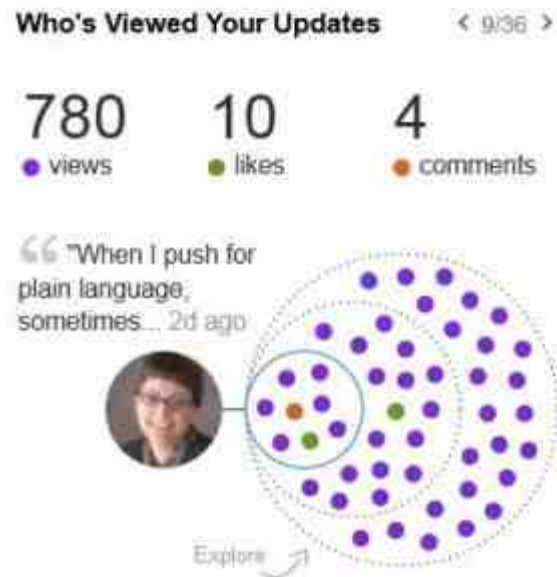 Who's Viewed Your Updates < 9/36 >
780 10 4
views likes comments
“ "When I push for
plain language,
sometimes... 2d ago
Explore